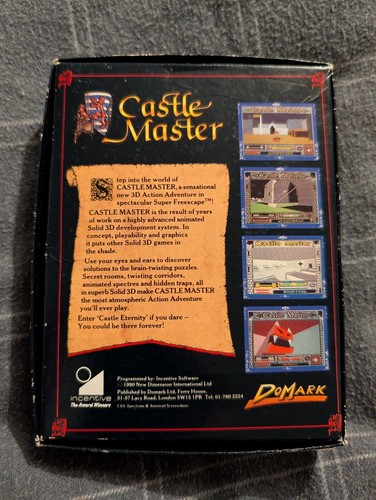 Castle
Master
Step into the world of
CASTLE MASTER, a sensational
new 3D Action Adventure in
spectacular Super Freescape™!
CASTLE MASTER is the result of years
of work on a highly advanced animated
Solid 3D development system. In
concept, playability and graphics
it puts other Solid 3D games in
the shade.
Use your eyes and ears to discover
solutions to the brain-twisting puzzles.
Secret rooms, twisting corridors,
animated spectres and hidden traps, all
in superb Solid 3D make CASTLE MASTER
the most atmospheric Action Adventure
you'll ever play.
Enter 'Castle Eternity' if you dare –
You could be there forever!
CASTLE MASTER
Castle Master
incentive
The Award Winners
Programmed by: Incentive Software
© 1990 New Dimension International Ltd
Published by Domark Ltd, Ferry House,
51-57 Lacy Road, London SW15 1PR Tel: 01-780 2224
DOMARK